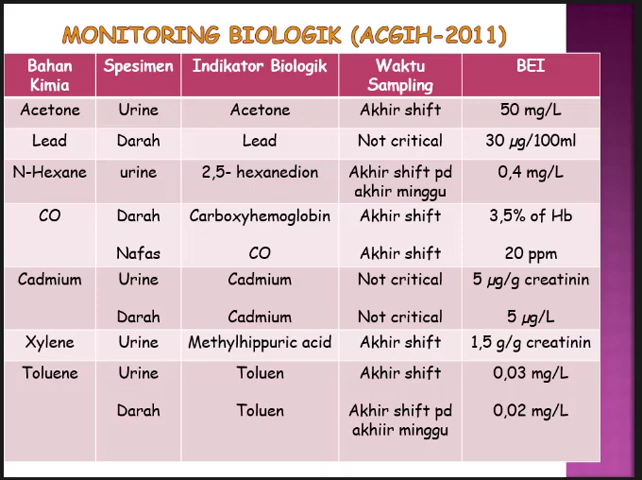 MONITORING BIOLOGIK (ACGIH-2011)
Bahan Kimia Spesimen Indikator Biologik Waktu Sampling BEI
Acetone Urine Acetone Akhir shift 50 mg/L
Lead Darah Lead Not critical 30 µg/100ml
N-Hexane urine 2,5- hexanedion Akhir shift pd akhir minggu 0,4 mg/L
CO Darah Carboxyhemoglobin Akhir shift 3,5% of Hb
Nafas CO Akhir shift 20 ppm
Cadmium Urine Cadmium Not critical 5 µg/g creatinin
Darah Cadmium Not critical 5 µg/L
Xylene Urine Methylhippuric acid Akhir shift 1,5 g/g creatinin
Toluene Urine Toluen Akhir shift 0,03 mg/L
Darah Toluen Akhir shift pd akhiir minggu 0,02 mg/L